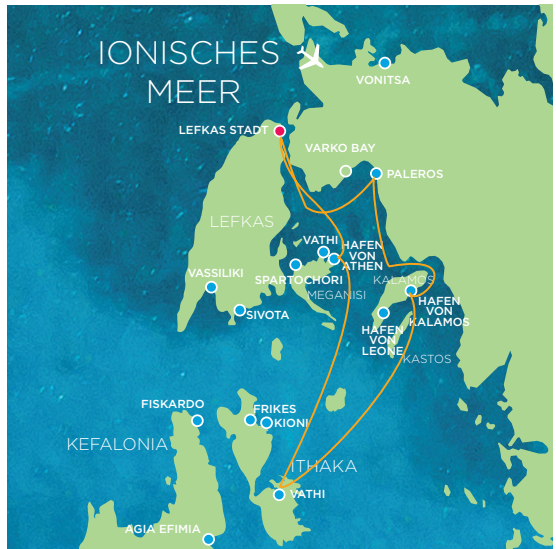 IONISCHES
MEER
VONITSA
LEFKAS STADT
VARKO BAY
PALEROS
LEFKAS
VATHI
HAFEN
VON
ATHEN
SPARTOCHORI
MEGANISI
KALAMOS
VASSILIKI
SIVOTA
HAFEN
VON
KALAMOS
HAFEN
VON
LEONE
KASTOS
FISKARDO
FRIKES
KIONI
KEFALONIA
ITHAKA
VATHI
AGIA EFIMIA